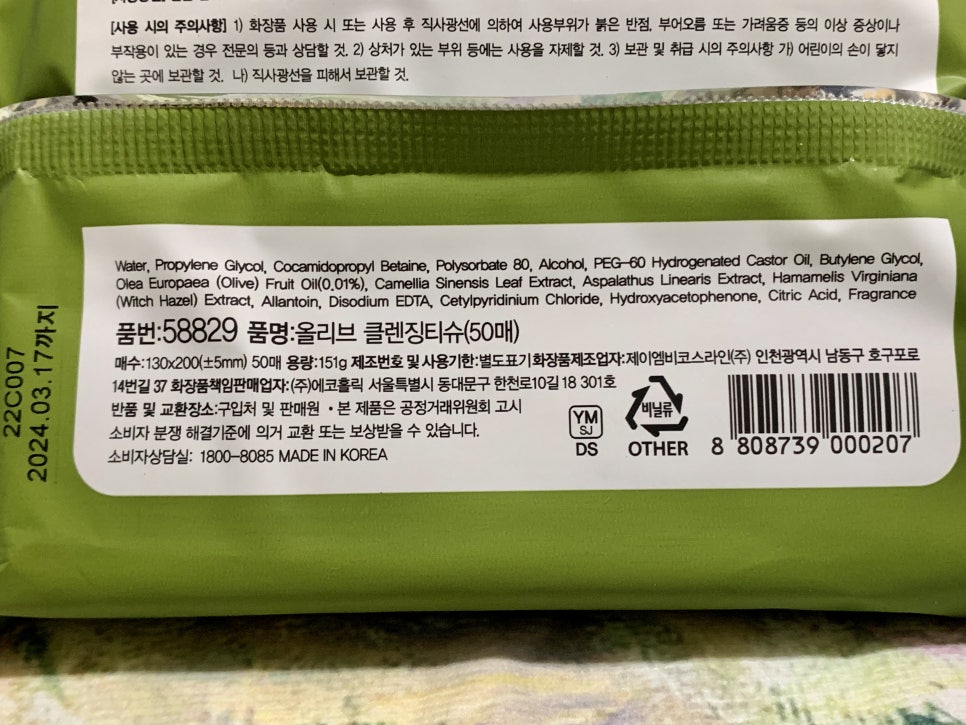 [사용 시의 주의사항] 1) 화장품 사용 시 또는 사용 후 직사광선에 의하여 사용부위가 붉은 반점, 부어오름 또는 가려움증 등의 이상 증상이나
부작용이 있는 경우 전문의 등과 상담할 것. 2) 상처가 있는 부위 등에는 사용을 자제할 것. 3) 보관 및 취급 시의 주의사항 가) 어린이의 손이 닿지
않는 곳에 보관할 것. 나) 직사광선을 피해서 보관할 것.
Water, Propylene Glycol, Cocamidopropyl Betaine, Polysorbate 80, Alcohol, PEG-60 Hydrogenated Castor Oil, Butylene Glycol,
Olea Europaea (Olive) Fruit Oil(0.01%), Camellia Sinensis Leaf Extract, Aspalathus Linearis Extract, Hamamelis Virginiana
(Witch Hazel) Extract, Allantoin, Disodium EDTA, Cetylpyridinium Chloride, Hydroxyacetophenone, Citric Acid, Fragrance
품번:58829 품명:올리브 클렌징티슈(50매)
매수:130x200(±5mm) 50매 용량:151g 제조번호 및 사용기한:별도표기 화장품제조업자:제이엠비코스라인(주) 인천광역시 남동구 호구포로
14번길 37 화장품책임판매업자:(주)에코홀릭 서울특별시 동대문구 한천로10길 18 301호
반품 및 교환장소:구입처 및 판매원 • 본 제품은 공정거래위원회 고시
소비자 분쟁 해결기준에 의거 교환 또는 보상받을 수 있습니다.
소비자상담실: 1800-8085 MADE IN KOREA
YM
SJ
DS
비닐류
OTHER
8 808739 000207
22C007
2024.03.17까지